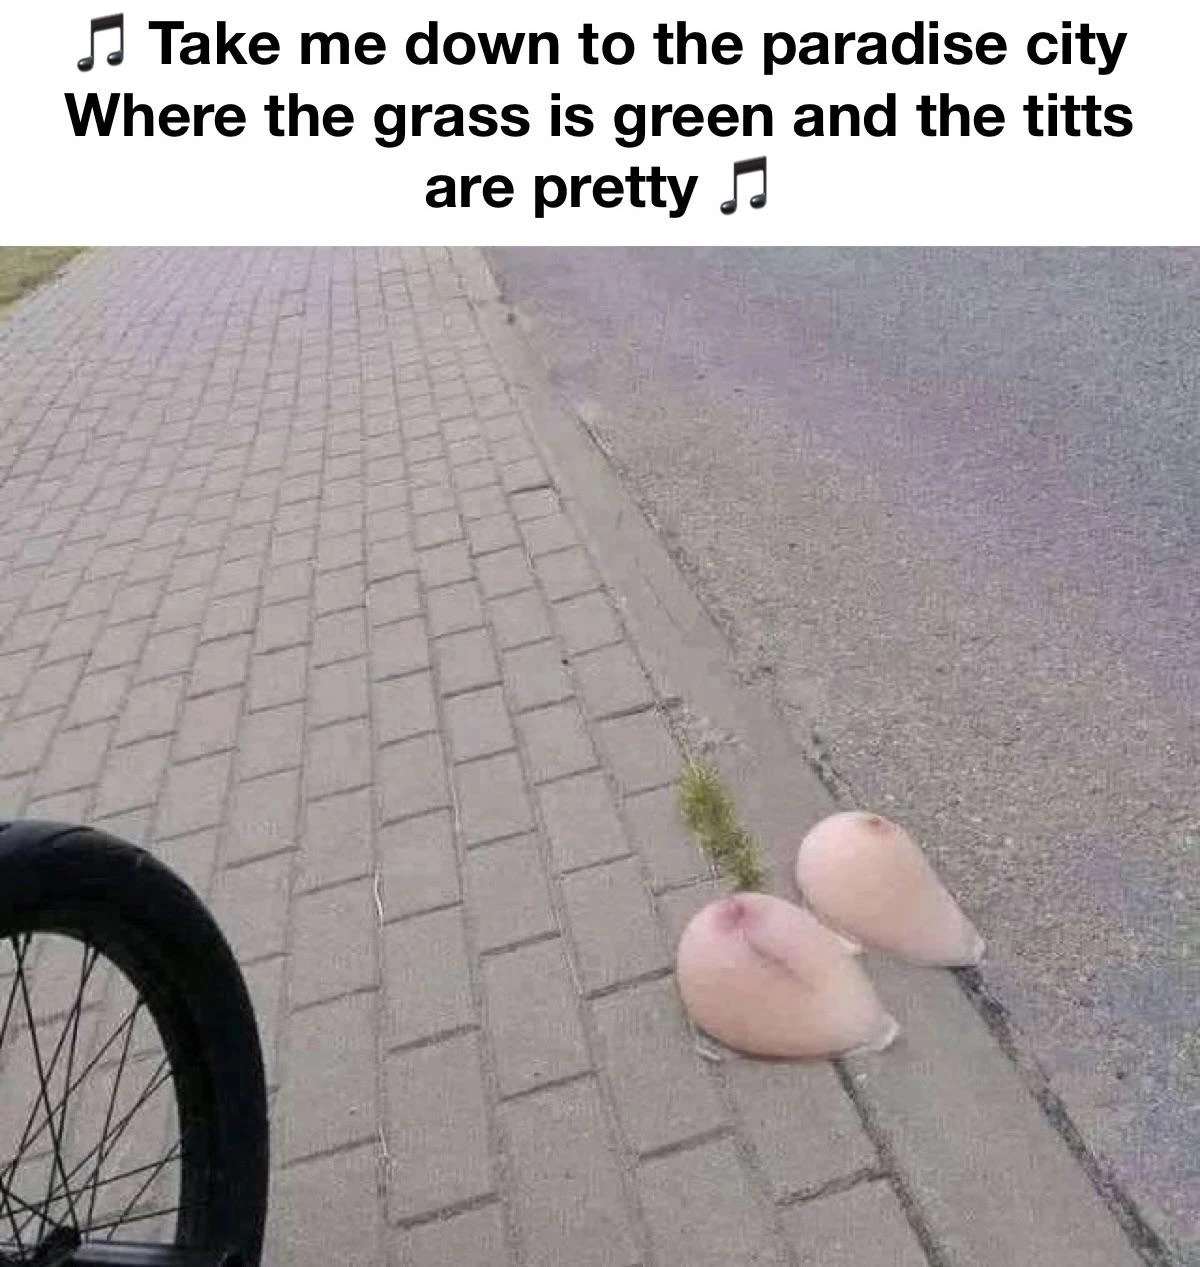 🎵 Take me down to the paradise city
Where the grass is green and the titts
are pretty 🎵